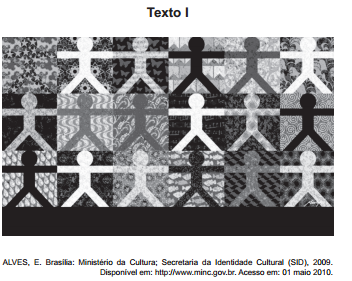 Texto I
ALVES, E. Brasília: Ministério da Cultura; Secretaria da Identidade Cultural (SID), 2009.
Disponível em: http://www.minc.gov.br. Acesso em: 01 maio 2010.